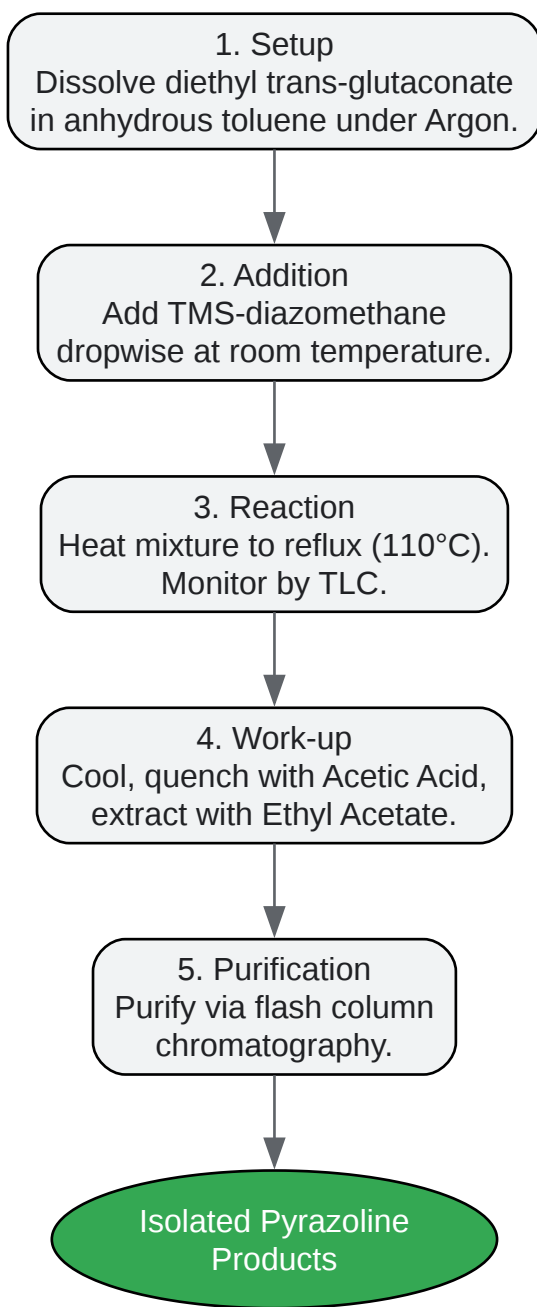 1. Setup
Dissolve diethyl trans-glutaconate
in anhydrous toluene under Argon.
2. Addition
Add TMS-diazomethane
dropwise at room temperature.
3. Reaction
Heat mixture to reflux (110°C).
Monitor by TLC.
4. Work-up
Cool, quench with Acetic Acid,
extract with Ethyl Acetate.
5. Purification
Purify via flash column
chromatography.
Isolated Pyrazoline
Products